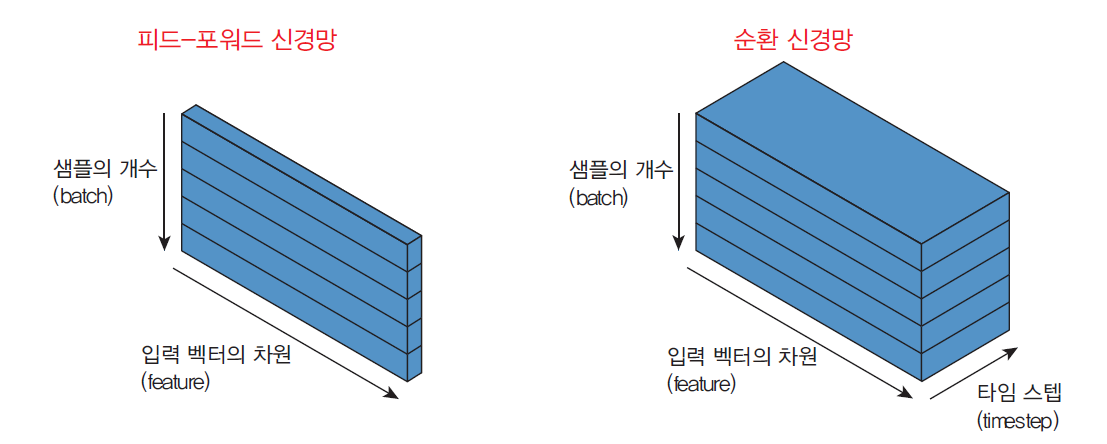 피드-포워드 신경망
샘플의 개수
(batch)
입력 벡터의 차원
(feature)
순환 신경망
샘플의 개수
(batch)
입력 벡터의 차원
(feature)
타임 스텝
(timestep)